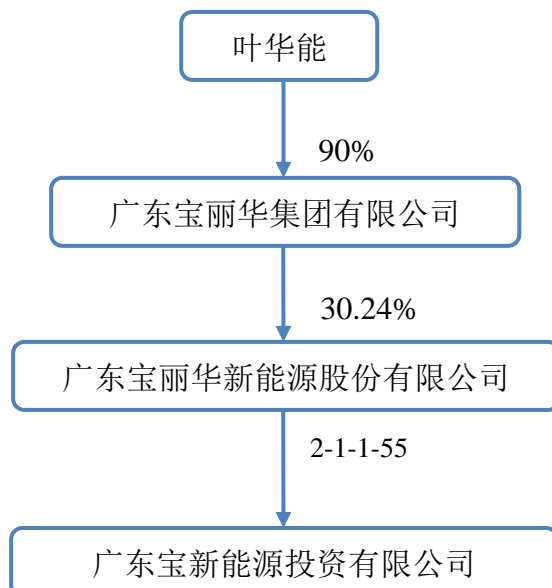 叶华能
90%
广东宝丽华集团有限公司
30.24%
广东宝丽华新能源股份有限公司
2-1-1-55
广东宝新能源投资有限公司